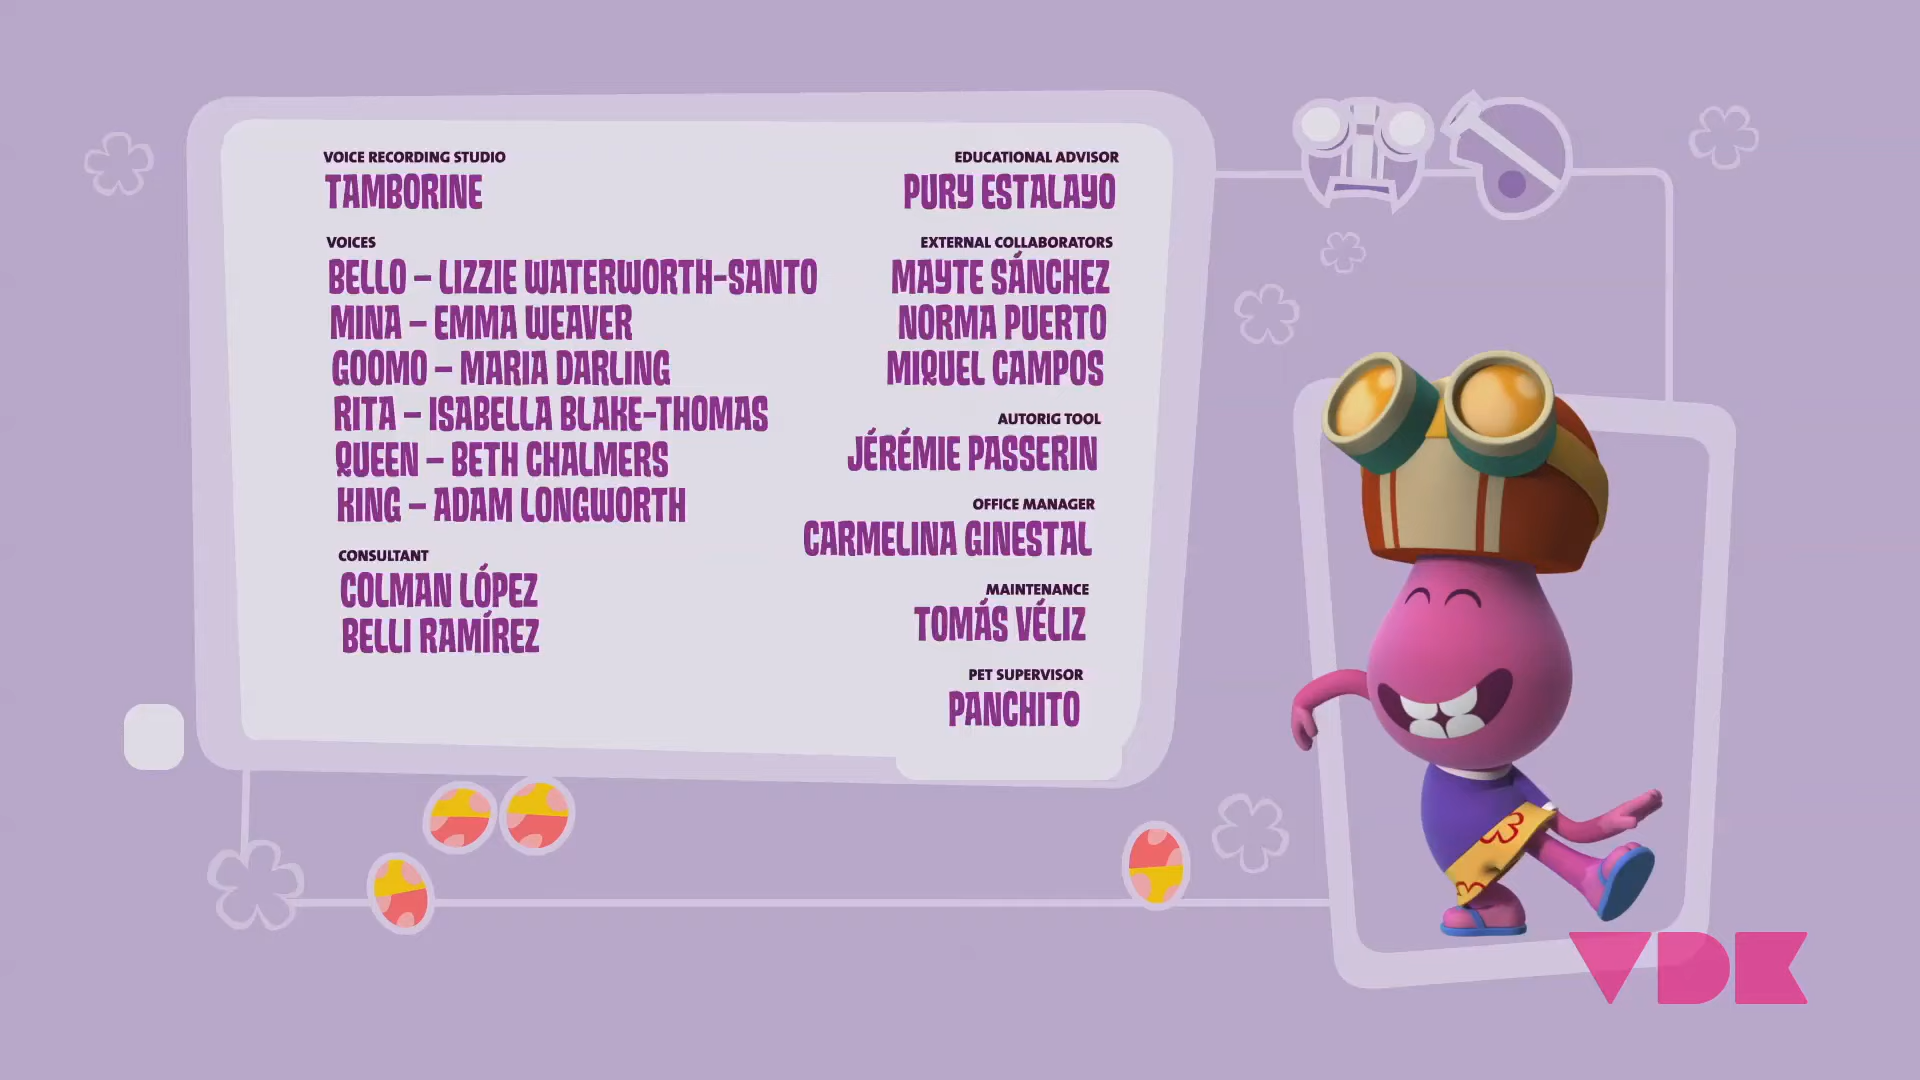 VOICE RECORDING STUDIO
TAMBORINE
VOICES
BELLO – LIZZIE WATERWORTH-SANTO
MINA – EMMA WEAVER
GOOMO – MARIA DARLING
RITA – ISABELLA BLAKE-THOMAS
QUEEN – BETH CHALMERS
KING – ADAM LONGWORTH
CONSULTANT
COLMAN LÓPEZ
BELLI RAMÍREZ
EDUCATIONAL ADVISOR
PURY ESTALAYO
EXTERNAL COLLABORATORS
MAYTE SÁNCHEZ
NORMA PUERTO
MIQUEL CAMPOS
AUTORIG TOOL
JÉRÉMIE PASSERIN
OFFICE MANAGER
CARMELINA GINESTAL
MAINTENANCE
TOMÁS VÉLIZ
PET SUPERVISOR
PANCHITO
VDK